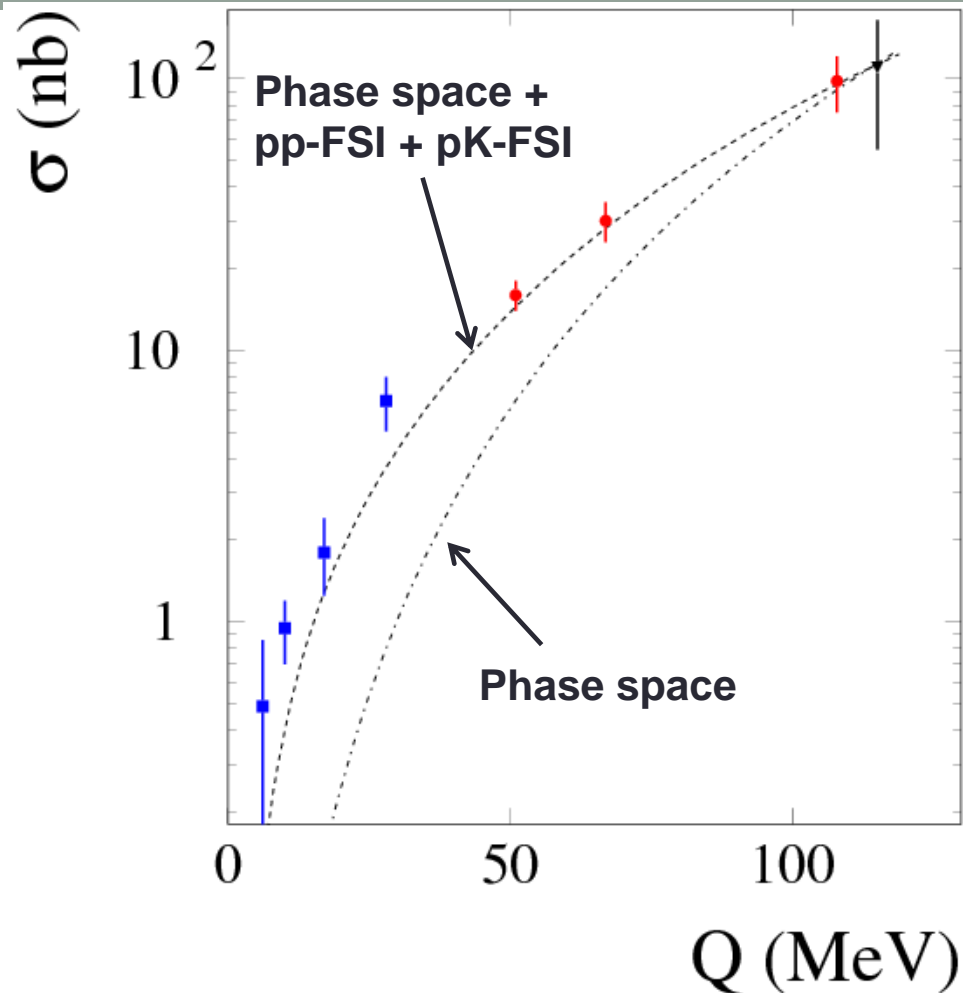 σ (nb)
10 2
Phase space +
pp-FSI + pK-FSI
10
1
Phase space
0
50
100
Q (MeV)